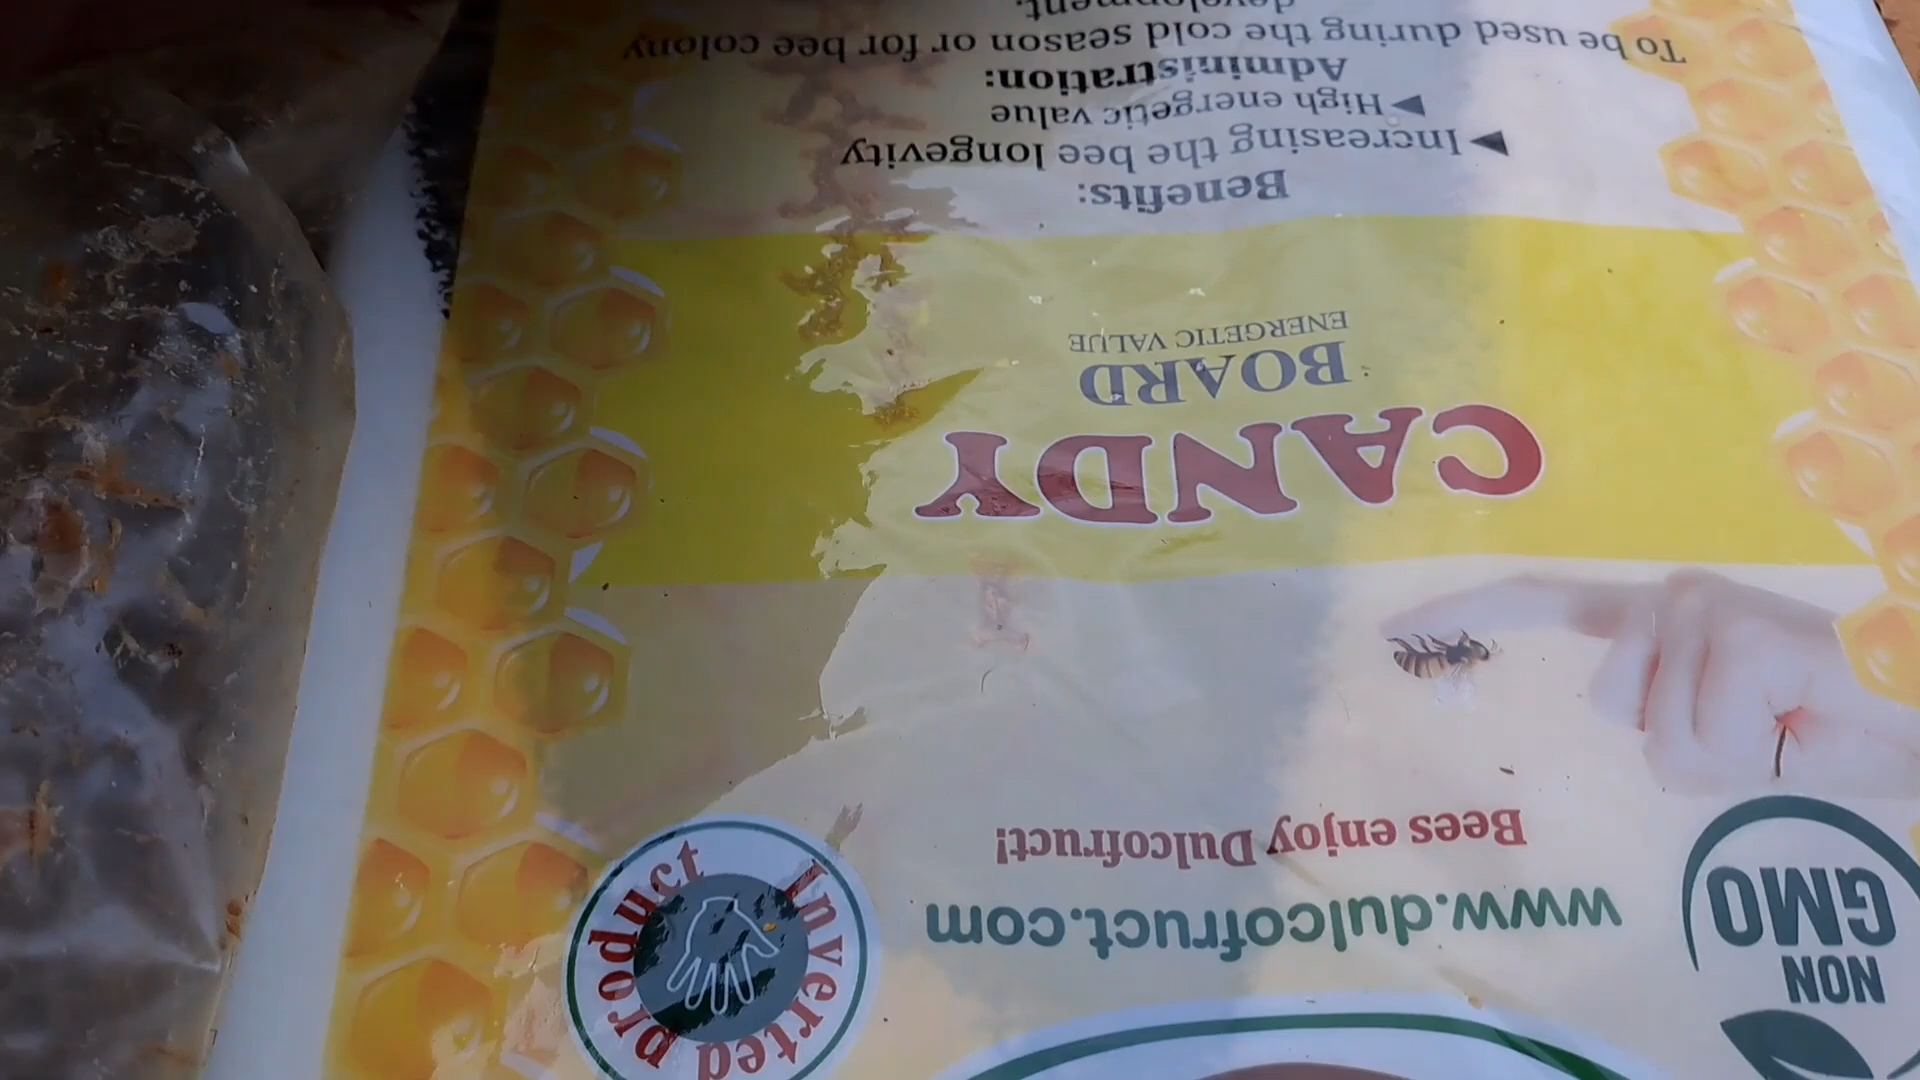 NON
GMO
Inverted product
www.dulcofruct.com
Bees enjoy Dulcofruct!
CANDY
BOARD
ENERGETIC VALUE
Benefits:
►Increasing the bee longevity
►High energetic value
Administration:
To be used during the cold season or for bee colony
development.